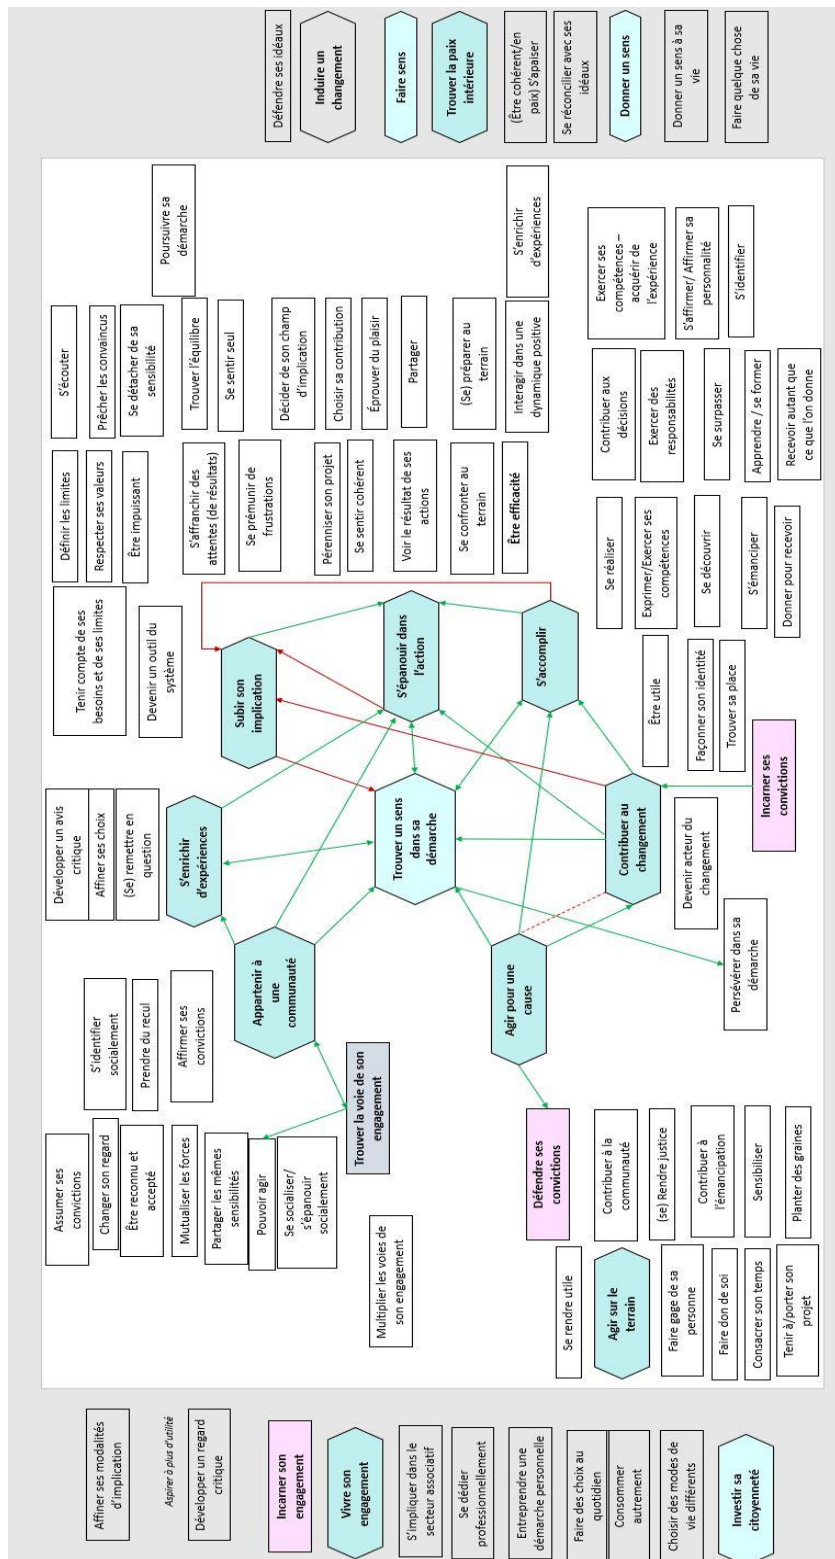 Affiner ses modalités
d'implication
Aspirer à plus d'utilité
Développer un regard
critique
Incarner son
engagement
Vivre son
engagement
S'impliquer dans le
secteur associatif
Se dédier
professionnellement
Entreprendre une
démarche personnelle
Faire des choix au
quotidien
Consommer
autrement
Choisir des modes de
vie différents
Investir sa
citoyenneté
Assumer ses
convictions
Changer son regard
Être reconnu et
accepté
Mutualiser les forces
Partager les mêmes
sensibilités
Pouvoir agir
Se socialiser/
s'épanouir
socialement
Multiplier les voies de
son engagement
Se rendre utile
Agir sur le
terrain
Faire gage de sa
personne
Faire don de soi
Consacrer son temps
Tenir à/porter son
projet
S'identifier
socialement
Prendre du recul
Affirmer ses
convictions
Trouver la voie de son
engagement
Défendre ses
convictions
Contribuer à la
communauté
(se) Rendre justice
Contribuer à
l'émancipation
Sensibiliser
Planter des graines
Développer un avis
critique
Affiner ses choix
(Se) remettre en
question
S'enrichir
d'expériences
Appartenir à
une
communauté
Trouver un sens
dans sa
démarche
Agir pour une
cause
Contribuer au
changement
Devenir acteur du
changement
Persévérer dans sa
démarche
Tenir compte de ses
besoins et de ses limites
Devenir un outil du
système
Subir son
implication
S'épanouir dans
l'action
S'accomplir
Être utile
Façonner son identité
Trouver sa place
Incarner ses
convictions
Définir les limites
Respecter ses valeurs
Être impuissant
S'affranchir des
attentes (de résultats)
Se prémunir de
frustrations
Pérenniser son projet
Se sentir cohérent
Voir le résultat de ses
actions
Se confronter au
terrain
Être efficacité
Se réaliser
Exprimer/Exercer ses
compétences
Se découvrir
S'émanciper
Donner pour recevoir
S'écouter
Prêcher les convaincus
Se détacher de sa
sensibilité
Trouver l'équilibre
Se sentir seul
Décider de son champ
d'implication
Choisir sa contribution
Éprouver du plaisir
Partager
(Se) préparer au
terrain
Interagir dans une
dynamique positive
Contribuer aux
décisions
Exercer des
responsabilités
Se surpasser
Apprendre / se former
Recevoir autant que
ce que l'on donne
Poursuivre sa
démarche
S'enrichir
d'expériences
Exercer ses
compétences –
acquérir de
l'expérience
S'affirmer/ Affirmer sa
personnalité
S'identifier
Défendre ses idéaux
Induire un
changement
Faire sens
Trouver la paix
intérieure
(Être cohérent/en
paix) S'apaiser
Se réconcilier avec ses
idéaux
Donner un sens
Donner un sens à sa
vie
Faire quelque chose
de sa vie